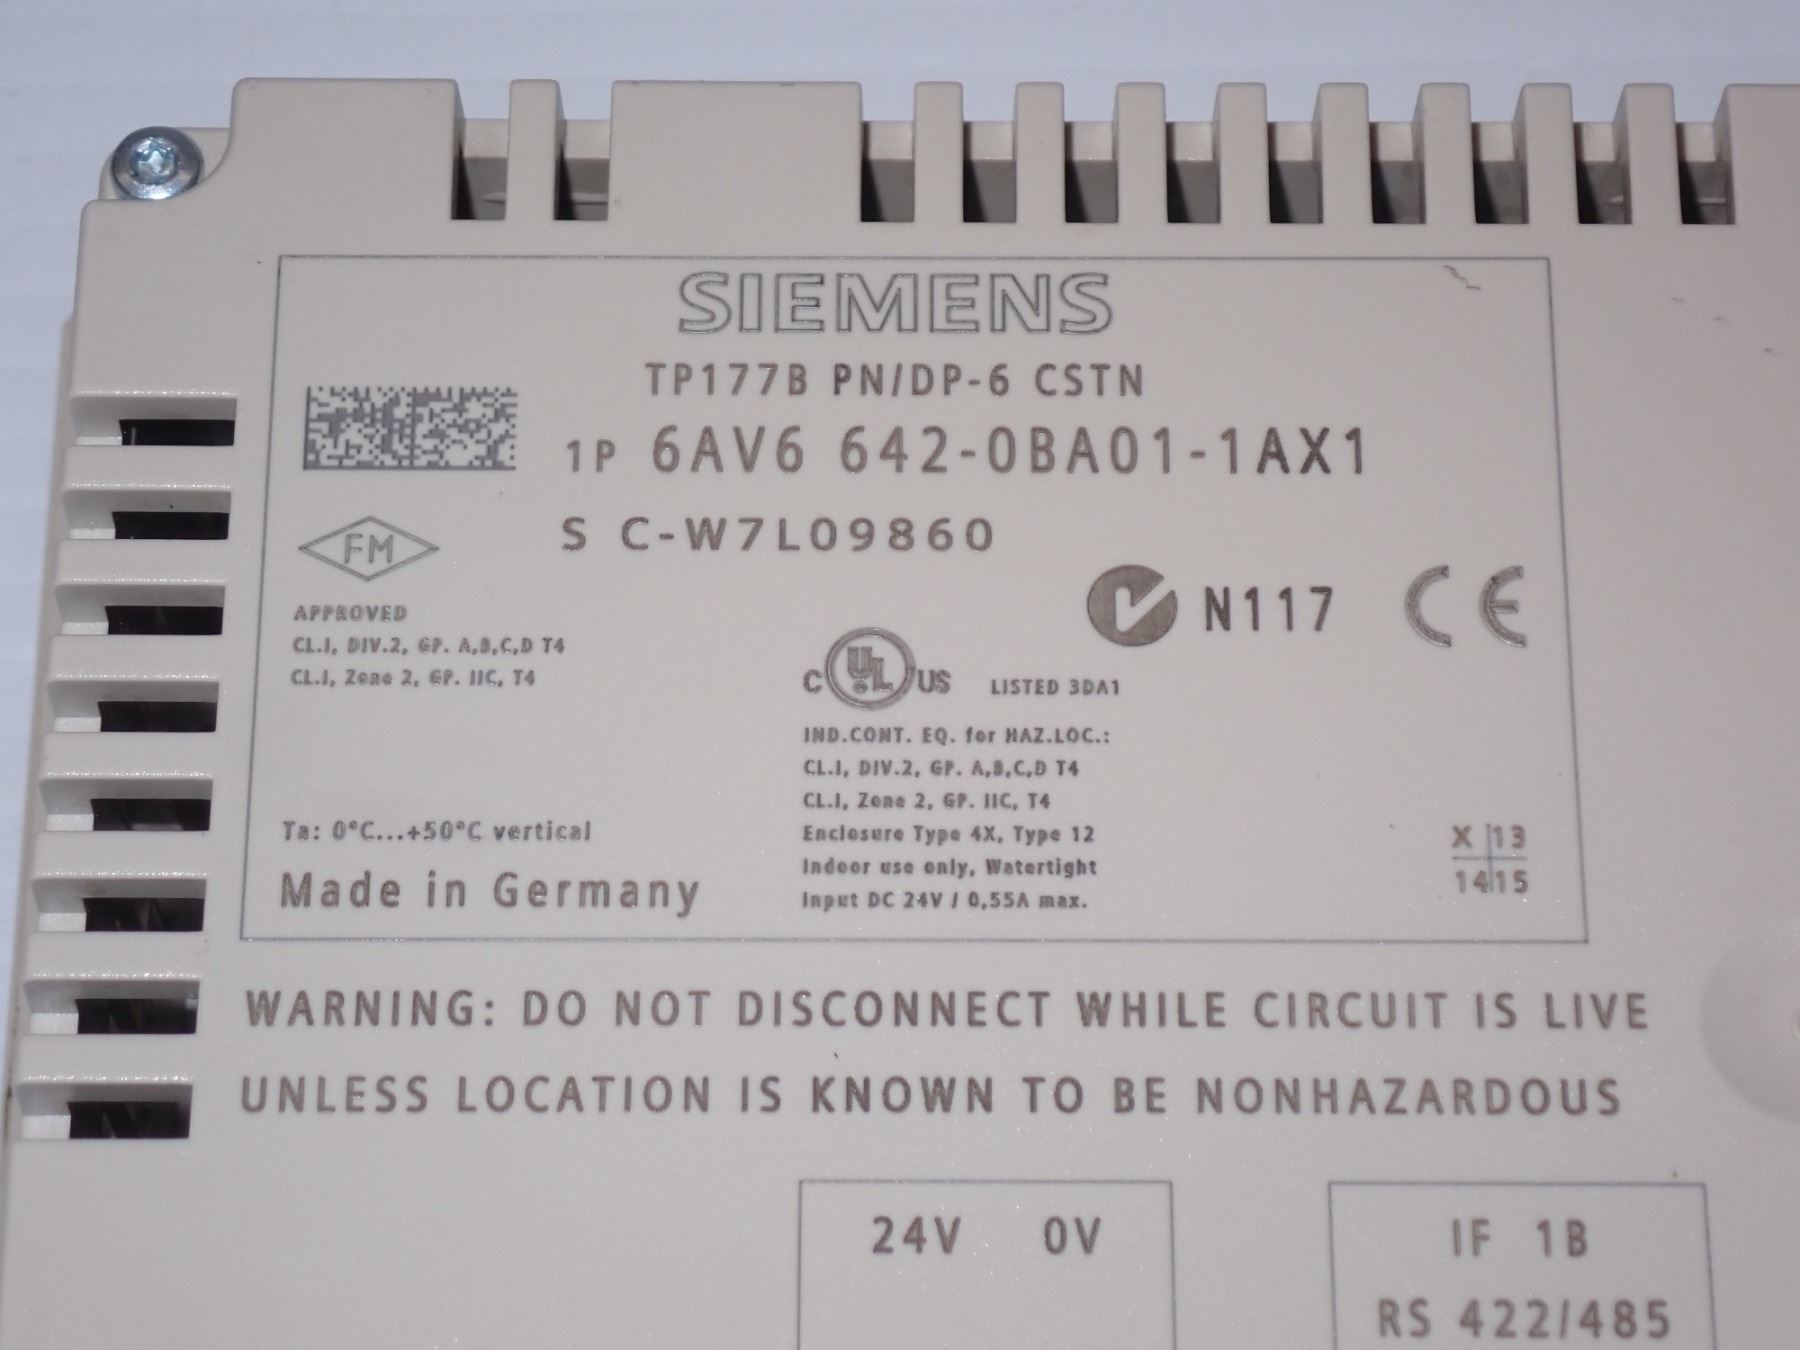 SIEMENS
TP177B PN/DP-6 CSTN
1P 6AV6 642-0BA01-1AX1
S C-W7L09860
FM
APPROVED
CL.I, DIV.2, GP. A,B,C,D T4
CL.I, Zone 2, GP. IIC, T4
N117 CE
C UL US LISTED 3DA1
IND.CONT. EQ. for HAZ.LOC.:
CL.I, DIV.2, GP. A,B,C,D T4
CL.I, Zone 2, GP. IIC, T4
Enclosure Type 4X, Type 12
Indoor use only, Watertight
Input DC 24V / 0,55A max.
Ta: 0°C...+50°C vertical
Made in Germany
X 13
14 15
WARNING: DO NOT DISCONNECT WHILE CIRCUIT IS LIVE
UNLESS LOCATION IS KNOWN TO BE NONHAZARDOUS
24V 0V
IF 1B
RS 422/485